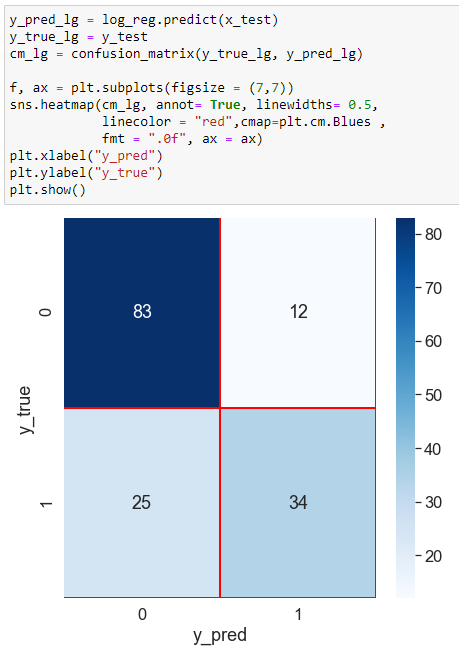 y_pred_lg = log_reg.predict(x_test)
y_true_lg = y_test
cm_lg = confusion_matrix(y_true_lg, y_pred_lg)
f, ax = plt.subplots(figsize = (7,7))
sns.heatmap(cm_lg, annot= True, linewidths= 0.5,
linecolor = "red",cmap=plt.cm.Blues ,
fmt = ".0f", ax = ax)
plt.xlabel("y_pred")
plt.ylabel("y_true")
plt.show()
83
12
25
34
0
1
y_true
0
1
y_pred
80
70
60
50
40
30
20